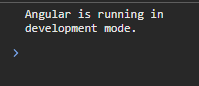 Angular is running in
development mode.